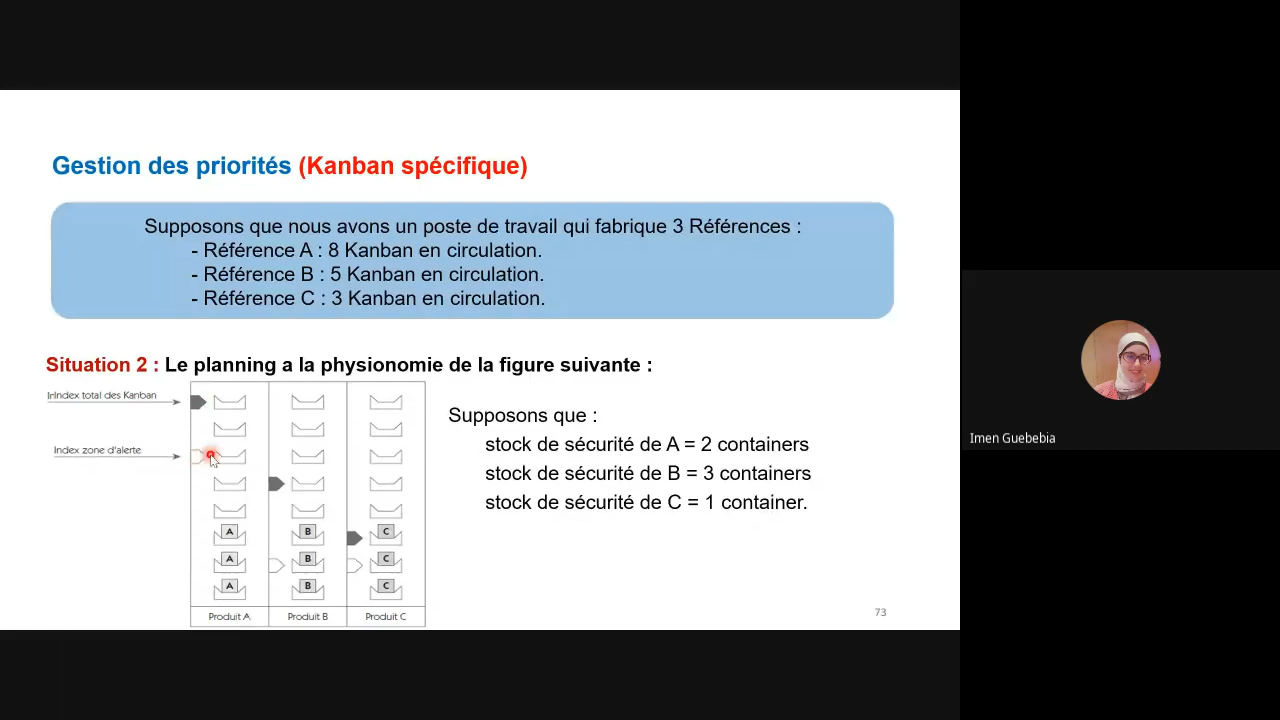 Gestion des priorités (Kanban spécifique)
Supposons que nous avons un poste de travail qui fabrique 3 Références :
- Référence A : 8 Kanban en circulation.
- Référence B : 5 Kanban en circulation.
- Référence C : 3 Kanban en circulation.
Situation 2 : Le planning a la physionomie de la figure suivante :
Index total des Kanban
Index zone d'alerte
Supposons que :
stock de sécurité de A = 2 containers
stock de sécurité de B = 3 containers
stock de sécurité de C = 1 container.
A B C
A B C
A B C
Produit A Produit B Produit C
73
Imen Guebebia